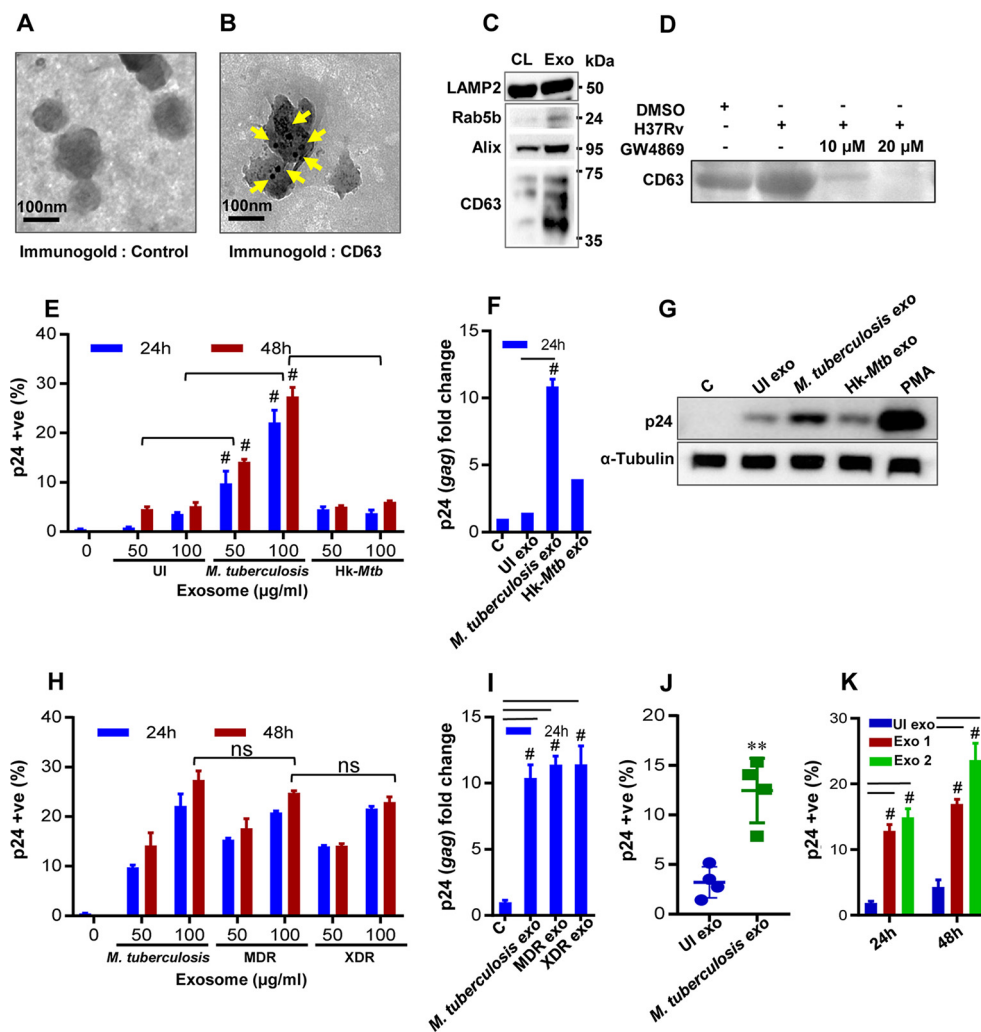 A
100nm
Immunogold : Control
B
100nm
Immunogold : CD63
C
CL Exo kDa
LAMP2 50
Rab5b 24
Alix 95
75
CD63
35
D
DMSO + - - -
H37Rv - + + +
GW4869 - - 10 µM 20 µM
CD63
E
24h 48h
p24 +ve (%)
40
30
20
10
0
# # # #
0 50 100 50 100 50 100
UI M. tuberculosis Hk-Mtb
Exosome (µg/ml)
F
24h
p24 (gag) fold change
15
10
5
0
#
C
UI exo
M. tuberculosis exo
Hk-Mtb exo
G
C
UI exo
M. tuberculosis exo
Hk-Mtb exo
PMA
p24
α-Tubulin
H
24h 48h
p24 +ve (%)
40
30
20
10
0
ns ns
0 50 100 50 100 50 100
M. tuberculosis MDR XDR
Exosome (µg/ml)
I
24h
p24 (gag) fold change
15
10
5
0
# # #
C
M. tuberculosis exo
MDR exo
XDR exo
J
p24 +ve (%)
20
15
10
5
0
**
UI exo
M. tuberculosis exo
K
UI exo
Exo 1
Exo 2
p24 +ve (%)
30
20
10
0
# # # #
24h 48h